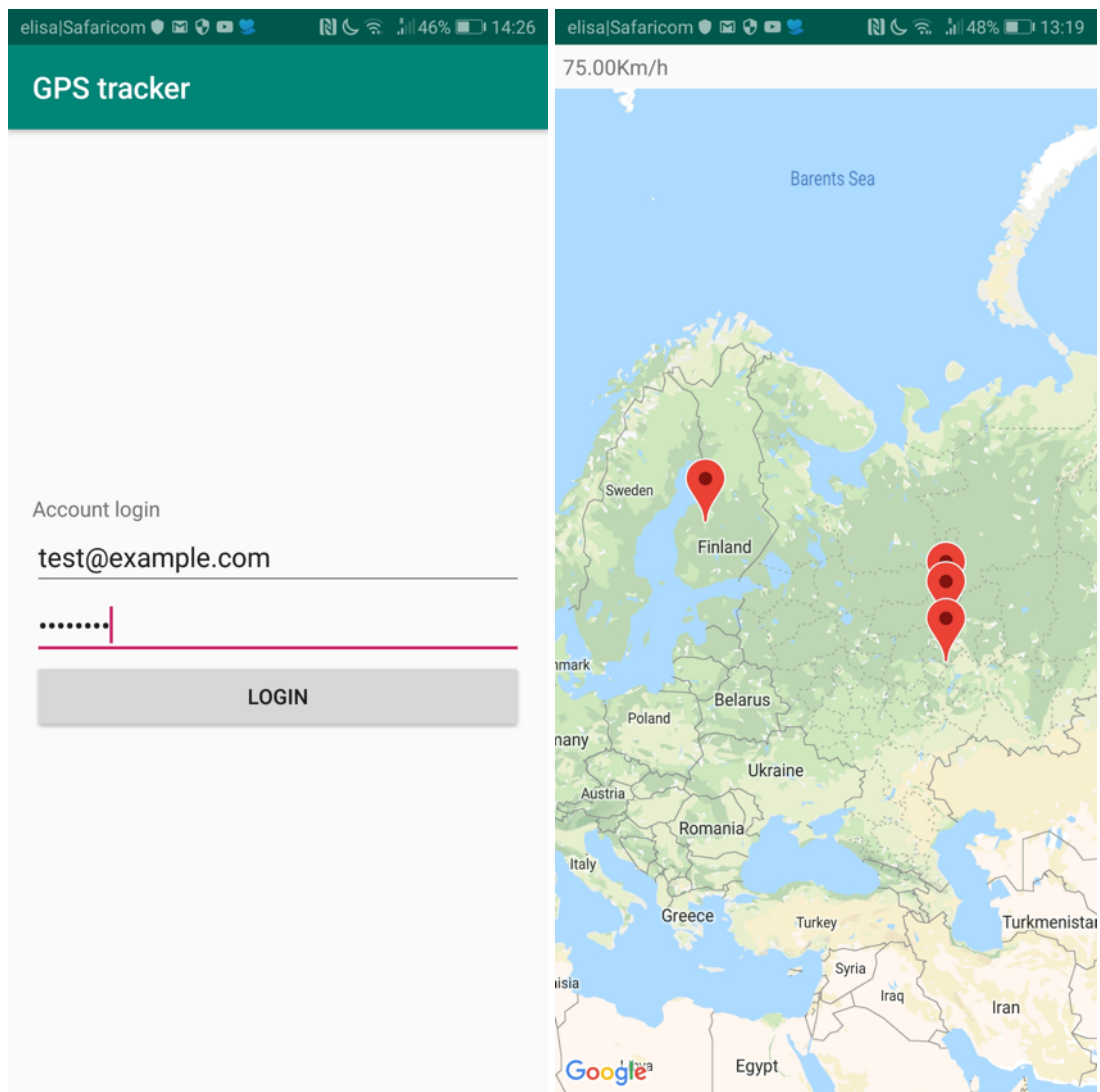 elisa|Safaricom 46% 14:26
GPS tracker
Account login
test@example.com
••••••••
LOGIN
elisa|Safaricom 48% 13:19
75.00Km/h
Barents Sea
Sweden
Finland
nmark
Belarus
Poland
nany
Ukraine
Austria
Romania
Italy
Greece
Turkey
Turkmenista
Syria
isia
Iraq
Iran
Google
Egypt